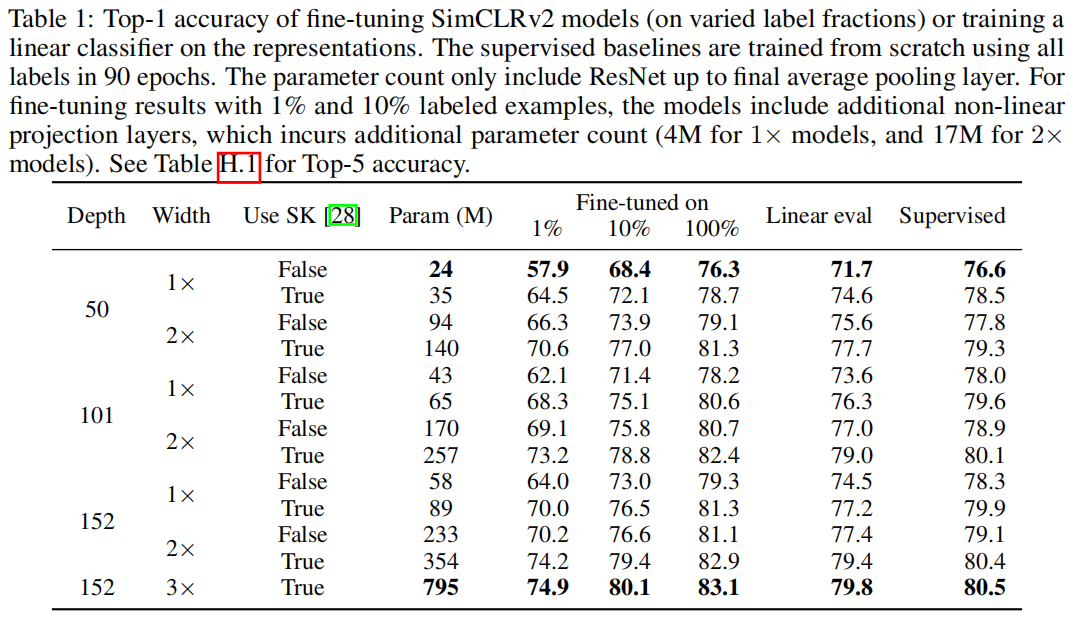 Table 1: Top-1 accuracy of fine-tuning SimCLRv2 models (on varied label fractions) or training a
linear classifier on the representations. The supervised baselines are trained from scratch using all
labels in 90 epochs. The parameter count only include ResNet up to final average pooling layer. For
fine-tuning results with 1% and 10% labeled examples, the models include additional non-linear
projection layers, which incurs additional parameter count (4M for 1× models, and 17M for 2×
models). See Table H.1 for Top-5 accuracy.
Depth Width Use SK [28] Param (M) Fine-tuned on Linear eval Supervised
1% 10% 100%
50 1× False 24 57.9 68.4 76.3 71.7 76.6
True 35 64.5 72.1 78.7 74.6 78.5
2× False 94 66.3 73.9 79.1 75.6 77.8
True 140 70.6 77.0 81.3 77.7 79.3
101 1× False 43 62.1 71.4 78.2 73.6 78.0
True 65 68.3 75.1 80.6 76.3 79.6
2× False 170 69.1 75.8 80.7 77.0 78.9
True 257 73.2 78.8 82.4 79.0 80.1
152 1× False 58 64.0 73.0 79.3 74.5 78.3
True 89 70.0 76.5 81.3 77.2 79.9
2× False 233 70.2 76.6 81.1 77.4 79.1
True 354 74.2 79.4 82.9 79.4 80.4
152 3× True 795 74.9 80.1 83.1 79.8 80.5